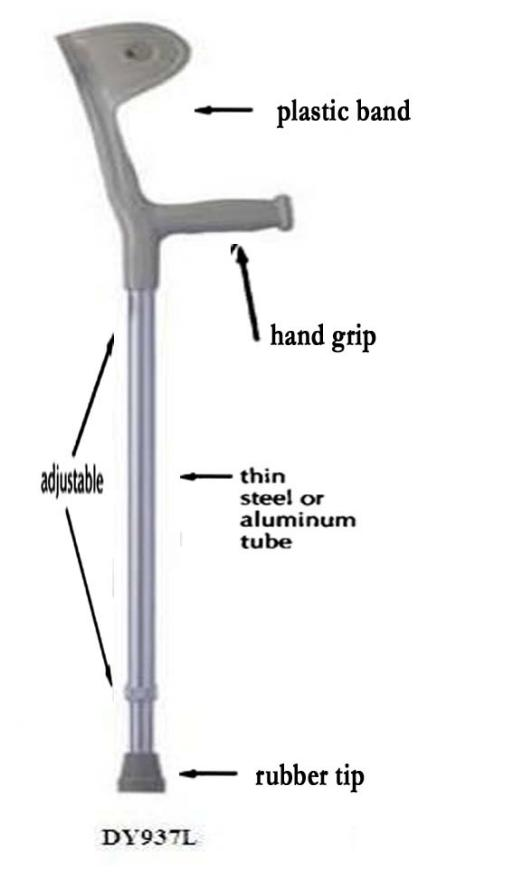 plastic band
hand grip
adjustable
thin
steel or
aluminum
tube
rubber tip
DY937L